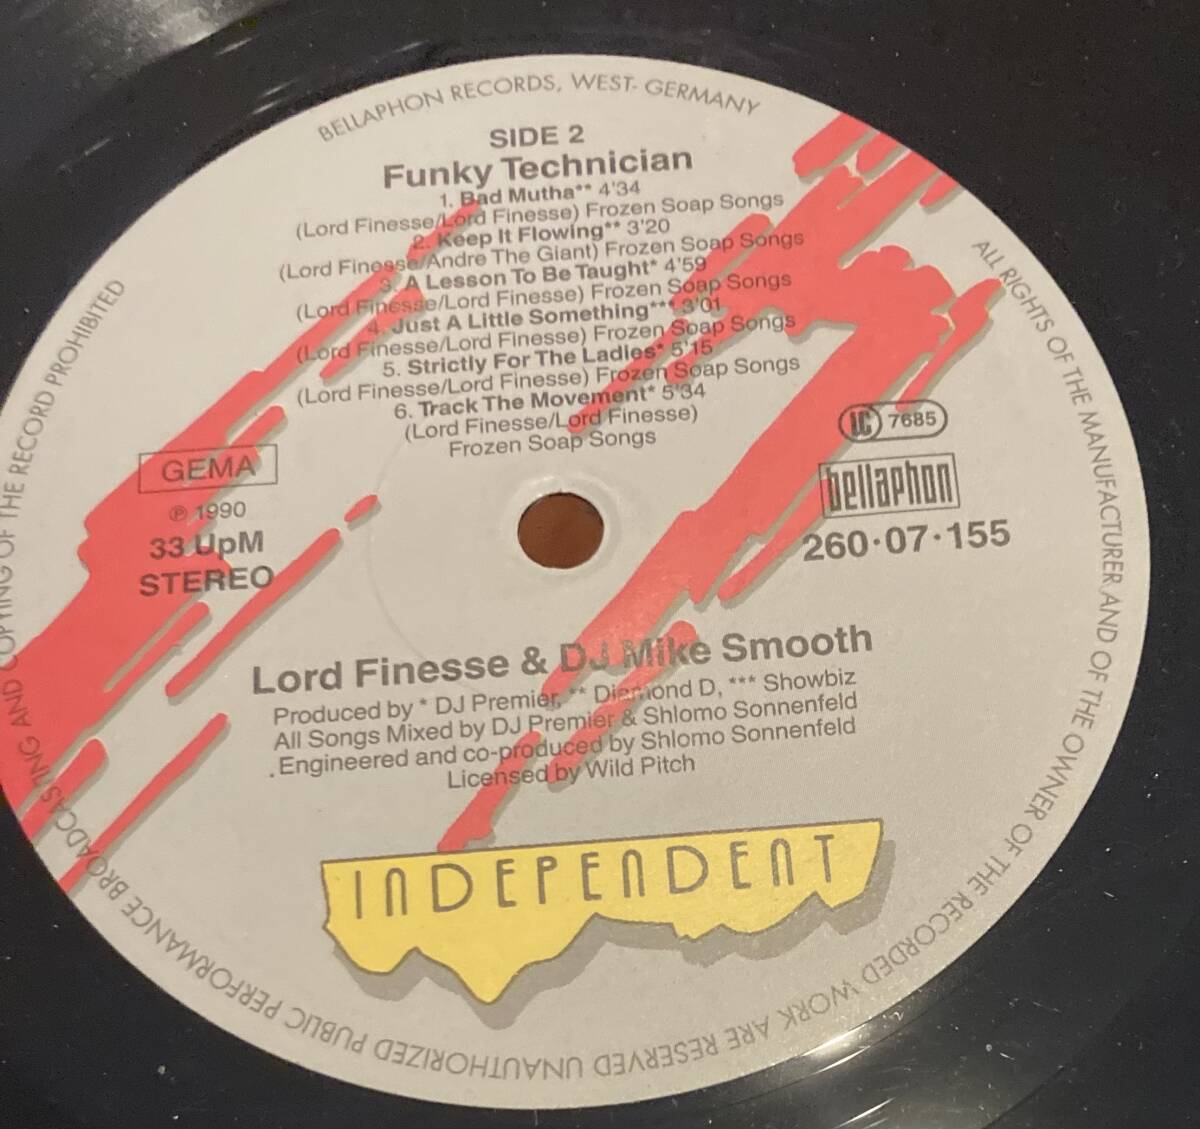 BELLAPHON RECORDS, WEST- GERMANY
SIDE 2
Funky Technician
1. Bad Mutha** 4'34
(Lord Finesse/Lord Finesse) Frozen Soap Songs
2. Keep It Flowing** 3'20
(Lord Finesse/Andre The Giant) Frozen Soap Songs
3. A Lesson To Be Taught* 4'59
(Lord Finesse/Lord Finesse) Frozen Soap Songs
4. Just A Little Something*** 3'01
(Lord Finesse/Lord Finesse) Frozen Soap Songs
5. Strictly For The Ladies* 5'15
(Lord Finesse/Lord Finesse) Frozen Soap Songs
6. Track The Movement* 5'34
(Lord Finesse/Lord Finesse)
Frozen Soap Songs
GEMA
℗ 1990
33 UpM
STEREO
LC 7685
bellaphon
260·07·155
Lord Finesse & DJ Mike Smooth
Produced by * DJ Premier, ** Diamond D, *** Showbiz
All Songs Mixed by DJ Premier & Shlomo Sonnenfeld
Engineered and co-produced by Shlomo Sonnenfeld
Licensed by Wild Pitch
INDEPENDENT
ALL RIGHTS OF THE MANUFACTURER AND OF THE OWNER OF THE RECORDED WORK ARE RESERVED UNAUTHORIZED PUBLIC PERFORMANCE BROADCASTING AND COPYING OF THE RECORD PROHIBITED